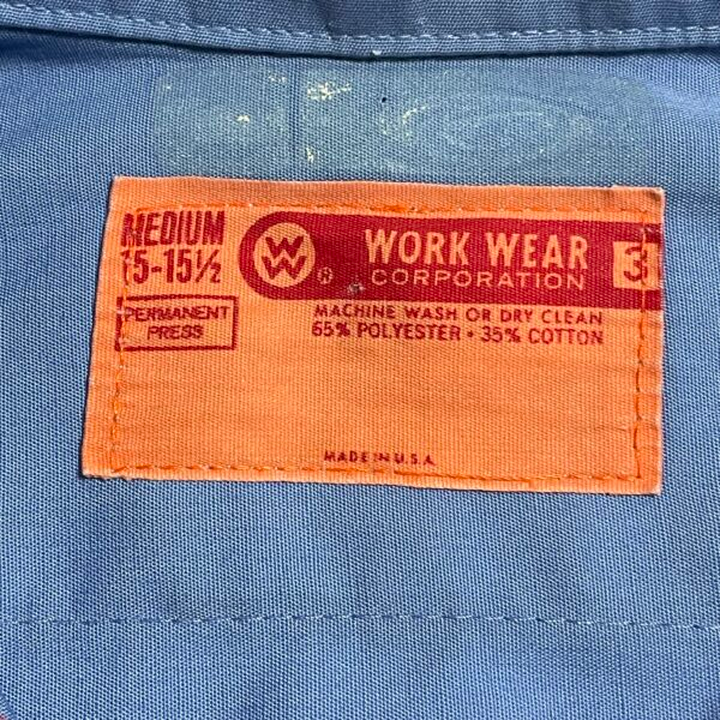 MEDIUM
15-15½
PERMANENT
PRESS
WW ®
WORK WEAR
CORPORATION
3
MACHINE WASH OR DRY CLEAN
65% POLYESTER • 35% COTTON
MADE IN U.S.A.